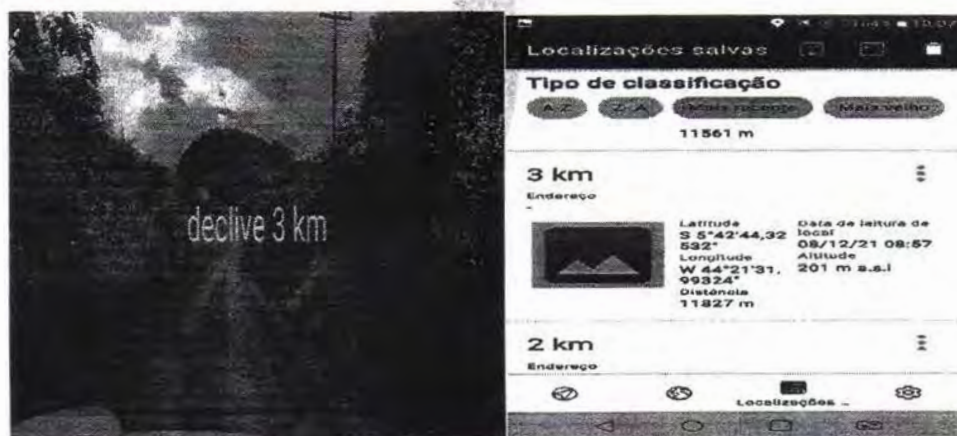 declive 3 km
Localizações salvas
Tipo de classificação
A-Z
Z-A
Mais recente
Mais velho
11561 m
3 km
Endereço
-
Latitude
S 5°42'44,32
532"
Longitude
W 44°21'31,
99324"
Distância
11827 m
Data de leitura de
local
08/12/21 08:57
Altitude
201 m a.s.l
2 km
Endereço
Localizações ..